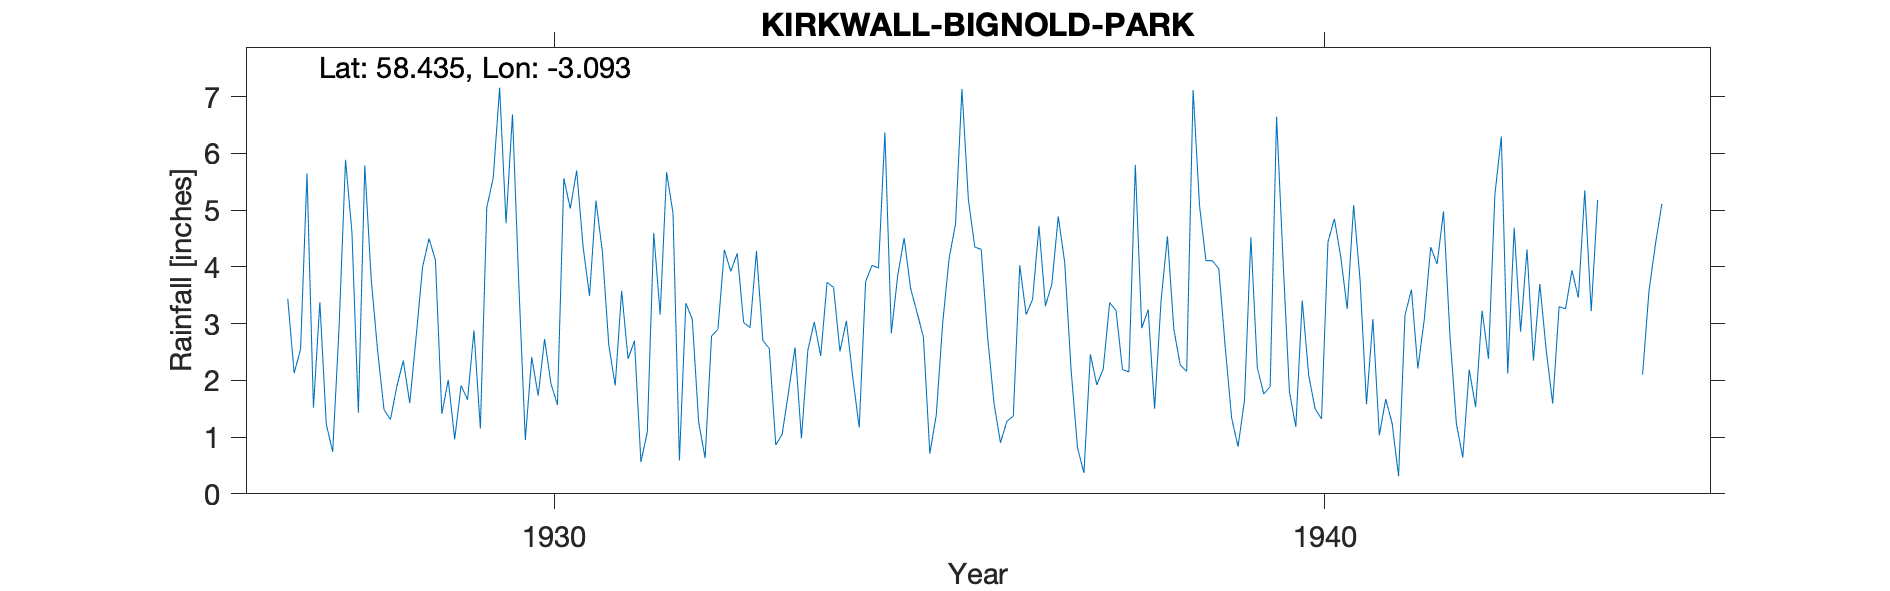 KIRKWALL-BIGNOLD-PARK
Lat: 58.435, Lon: -3.093
Rainfall [inches]
7
6
5
4
3
2
1
0
1930
1940
Year